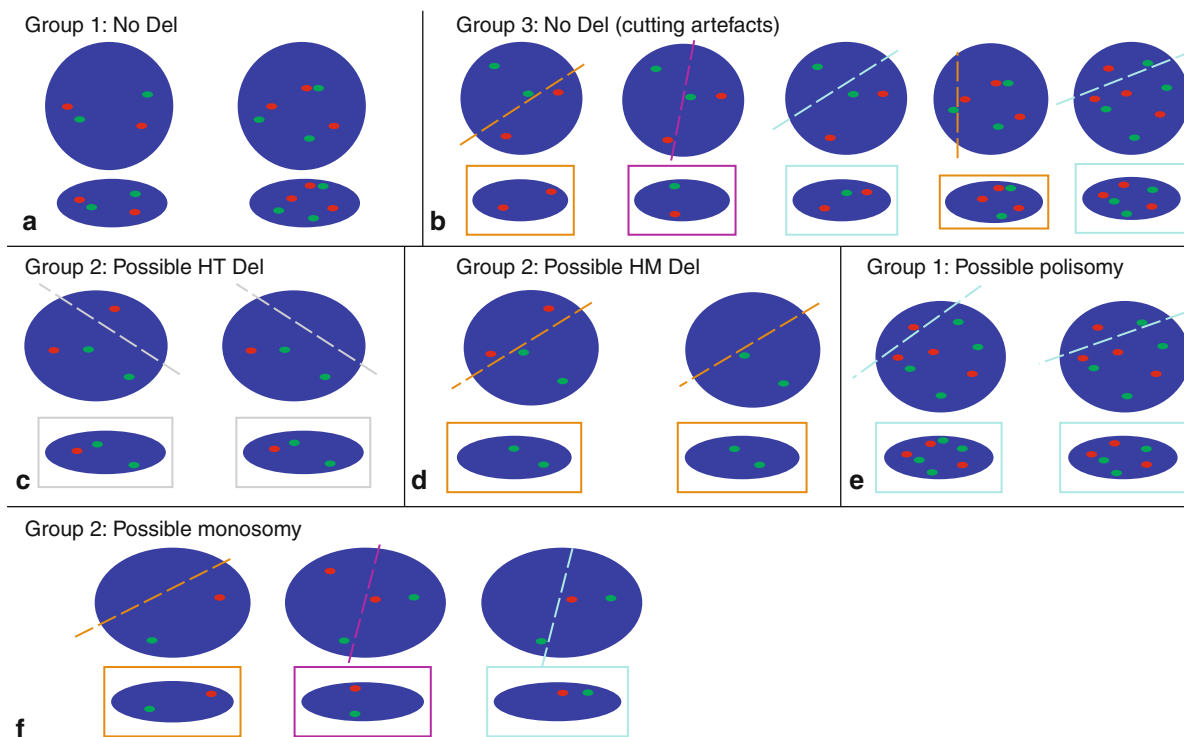 Group 1: No Del
Group 3: No Del (cutting artefacts)
a
b
Group 2: Possible HT Del
Group 2: Possible HM Del
Group 1: Possible polisomy
c
d
e
Group 2: Possible monosomy
f